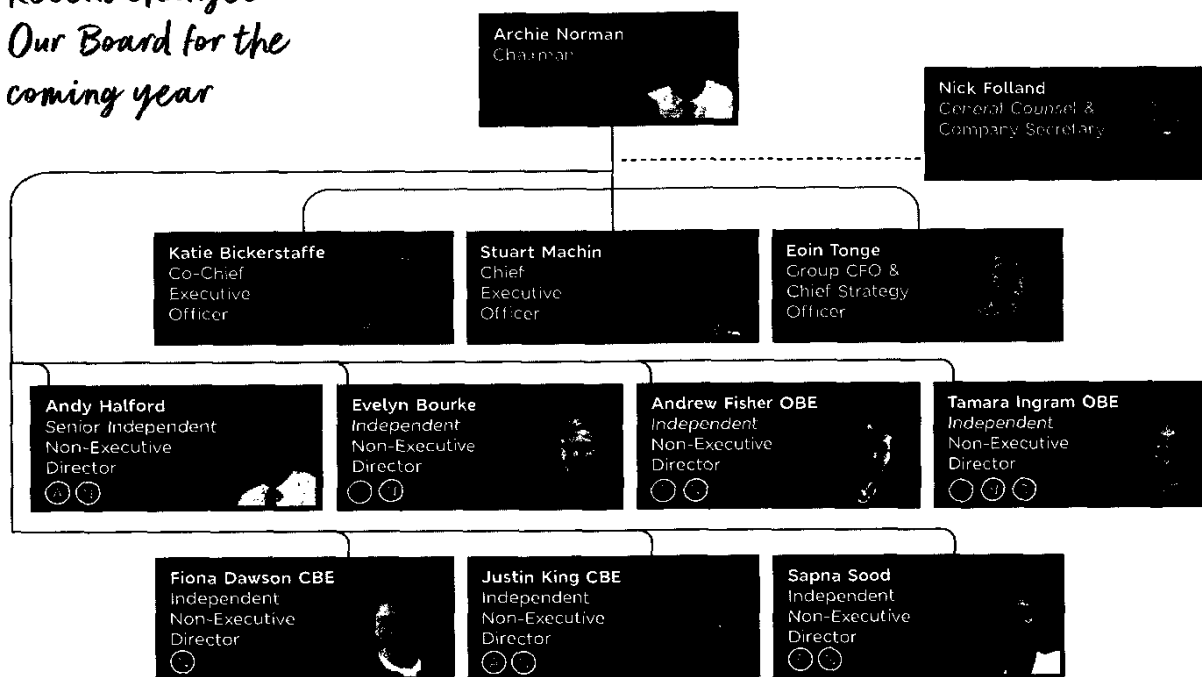 Our Board for the
coming year
Archie Norman
Chairman
Nick Folland
General Counsel &
Company Secretary
Katie Bickerstaffe
Co-Chief
Executive
Officer
Stuart Machin
Chief
Executive
Officer
Eoin Tonge
Group CFO &
Chief Strategy
Officer
Andy Halford
Senior Independent
Non-Executive
Director
Evelyn Bourke
Independent
Non-Executive
Director
Andrew Fisher OBE
Independent
Non-Executive
Director
Tamara Ingram OBE
Independent
Non-Executive
Director
Fiona Dawson CBE
Independent
Non-Executive
Director
Justin King CBE
Independent
Non-Executive
Director
Sapna Sood
Independent
Non-Executive
Director